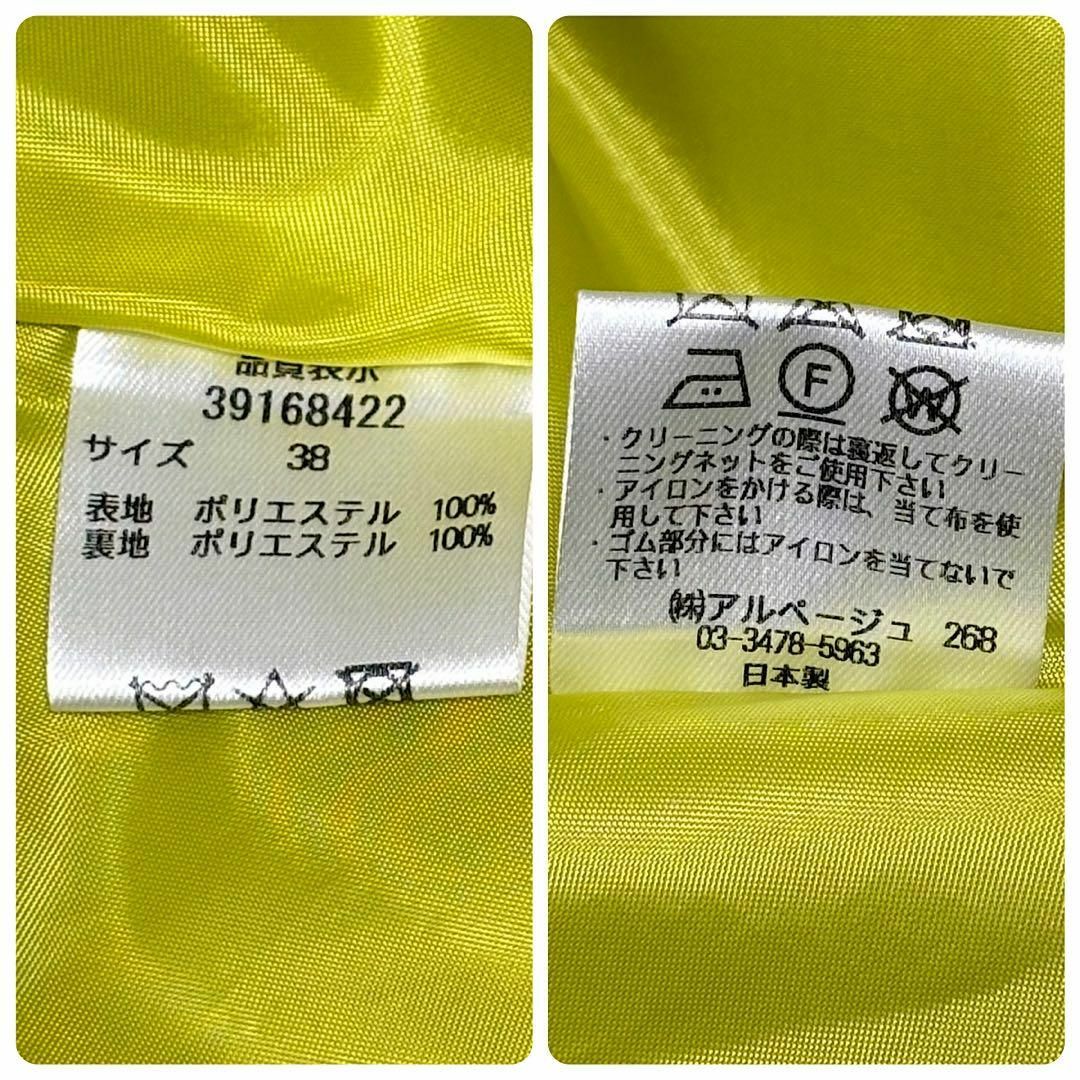 品質表示
39168422
サイズ 38
表地 ポリエステル 100%
裏地 ポリエステル 100%
F
W
・クリーニングの際は裏返してクリー
ニングネットをご使用下さい
・アイロンをかける際は、当て布を使
用して下さい
・ゴム部分にはアイロンを当てないで
下さい
(株)アルページュ 268
03-3478-5963
日本製